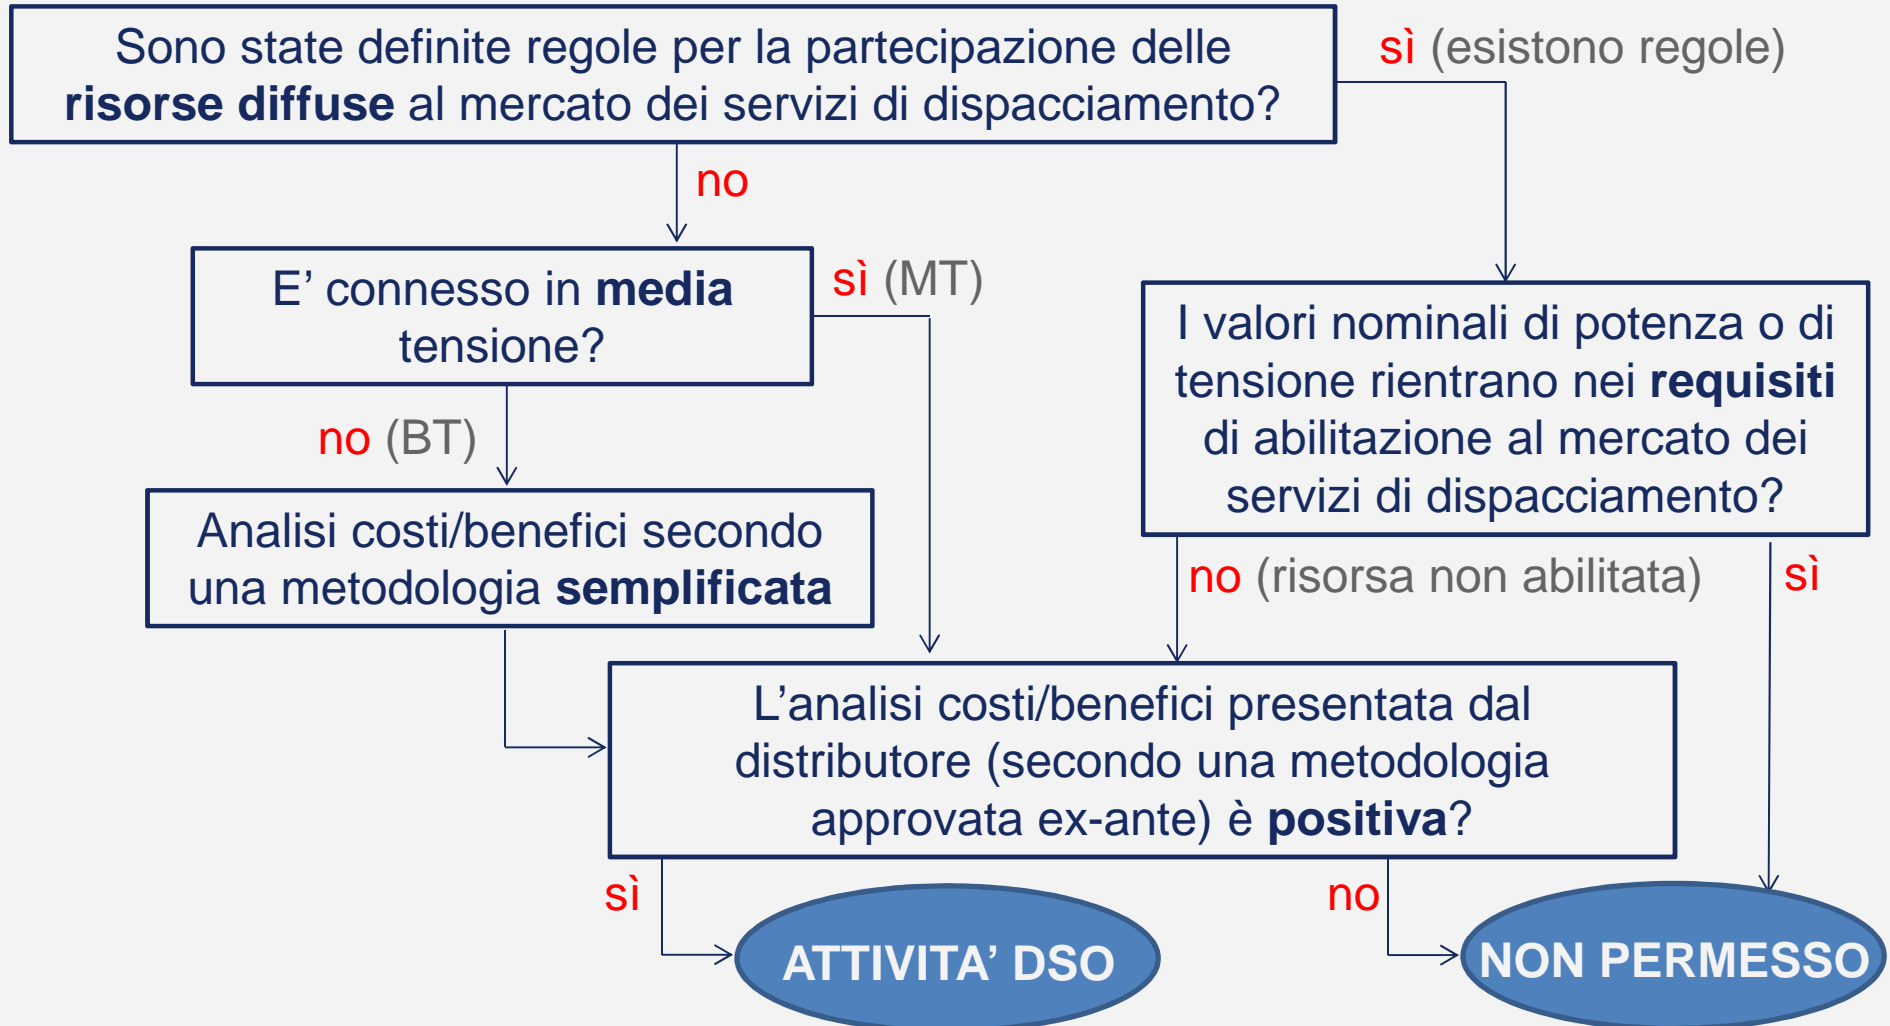 Sono state definite regole per la partecipazione delle
risorse diffuse al mercato dei servizi di dispacciamento?
sì (esistono regole)
no
E’ connesso in media
tensione?
sì (MT)
I valori nominali di potenza o di
tensione rientrano nei requisiti
di abilitazione al mercato dei
servizi di dispacciamento?
no (BT)
Analisi costi/benefici secondo
una metodologia semplificata
no (risorsa non abilitata)
sì
L’analisi costi/benefici presentata dal
distributore (secondo una metodologia
approvata ex-ante) è positiva?
sì
no
ATTIVITA’ DSO
NON PERMESSO